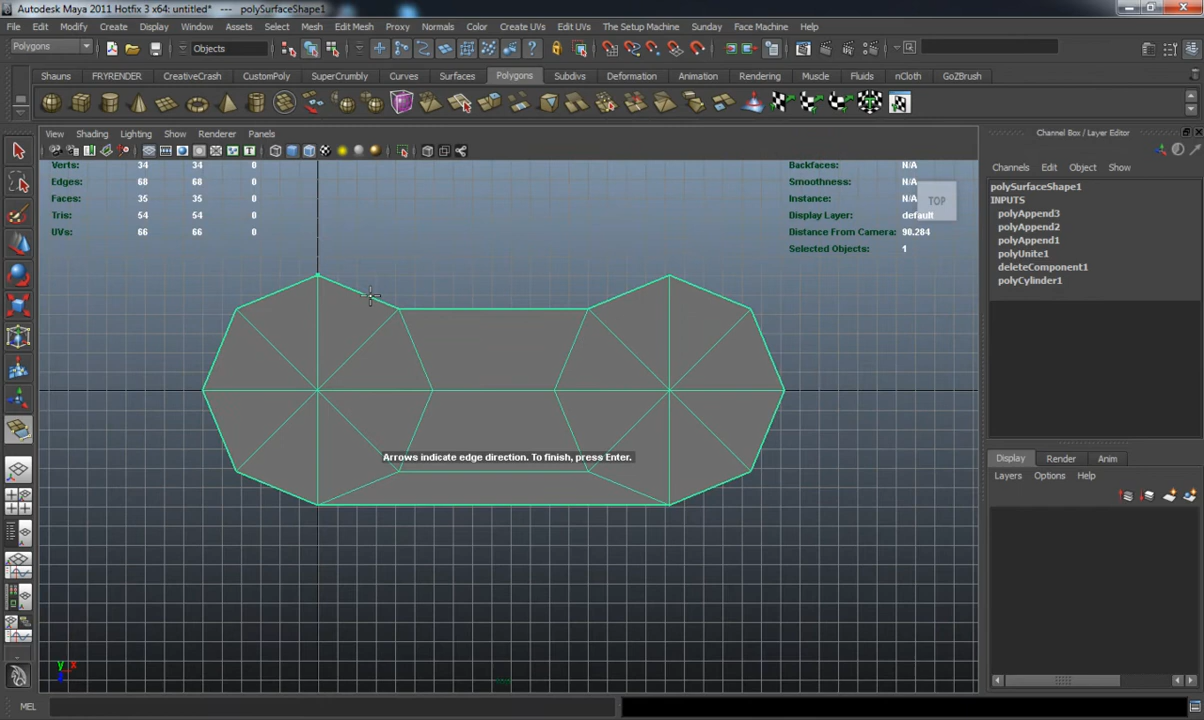 Autodesk Maya 2011 Hotfix 3 x64: untitled* --- polySurfaceShape1
File Edit Modify Create Display Window Assets Select Mesh Edit Mesh Proxy Normals Color Create UVs Edit UVs The Setup Machine Muscle Pipeline Cache FryMaya Help
Polygons Objects
Shauns FRYRENDER CreativeCrash CustomPoly SuperCrumbly Curves Surfaces Polygons Subdivs Deformation Animation Rendering Muscle Fluids nCloth GoZBrush
View Shading Lighting Show Renderer Panels
Verts: 34 34 0
Edges: 68 68 0
Faces: 35 35 0
Tris: 54 54 0
UVs: 66 66 0
Backfaces: N/A
Smoothness: N/A
Instance: N/A
Display Layer: default
Distance From Camera: 90.284
Selected Objects: 1
TOP
Arrows indicate edge direction. To finish, press Enter.
y x
Channel Box / Layer Editor
Channels Edit Object Show
polySurfaceShape1
INPUTS
polyAppend3
polyAppend2
polyAppend1
polyUnite1
deleteComponent1
polyCylinder1
Display Render Anim
Layers Options Help
MEL